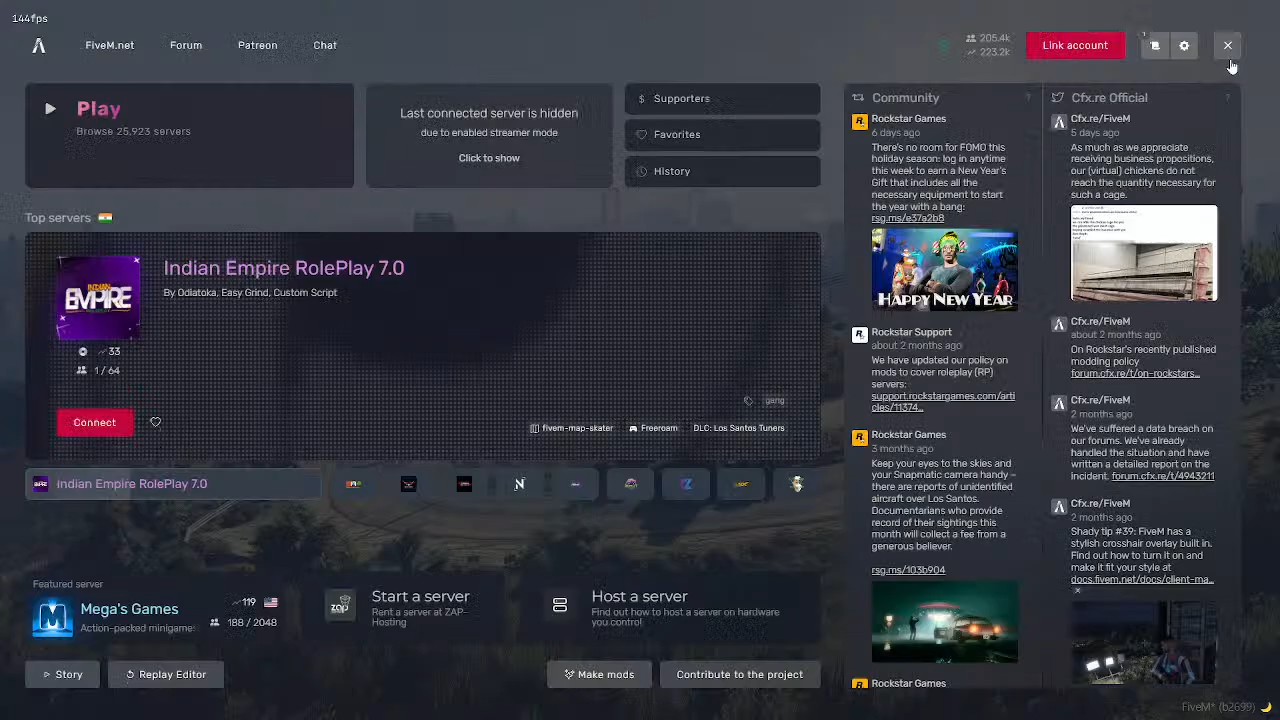 144fps
FiveM.net
Forum
Patreon
Chat
205.4k
223.2k
Link account
1
Play
Browse 25,923 servers
Last connected server is hidden
due to enabled streamer mode
Click to show
$ Supporters
Favorites
History
Top servers
INDIAN
EMPIRE
Indian Empire RolePlay 7.0
By Odiatoka, Easy Grind, Custom Script
33
1 / 64
Connect
gang
fivem-map-skater
Freeroam
DLC: Los Santos Tuners
Indian Empire RolePlay 7.0
Featured server
Mega's Games
Action-packed minigame
119
188 / 2048
ZAP
Start a server
Rent a server at ZAP-
Hosting
Host a server
Find out how to host a server on hardware
you control!
Story
Replay Editor
Make mods
Contribute to the project
Community
?
Rockstar Games
6 days ago
There's no room for FOMO this
holiday season: log in anytime
this week to earn a New Year's
Gift that includes all the
necessary equipment to start
the year with a bang:
rsg.ms/e37a2b8
HAPPY NEW YEAR
Rockstar Support
about 2 months ago
We have updated our policy on
mods to cover roleplay (RP)
servers:
support.rockstargames.com/arti
cles/11374…
Rockstar Games
3 months ago
Keep your eyes to the skies and
your Snapmatic camera handy –
there are reports of unidentified
aircraft over Los Santos.
Documentarians who provide
record of their sightings this
month will collect a fee from a
generous believer.
rsg.ms/103b904
Rockstar Games
Cfx.re Official
?
Cfx.re/FiveM
5 days ago
As much as we appreciate
receiving business propositions,
our (virtual) chickens do not
reach the quantity necessary for
such a cage.
Cfx.re/FiveM
about 2 months ago
On Rockstar's recently published
modding policy
forum.cfx.re/t/on-rockstars…
Cfx.re/FiveM
2 months ago
We've suffered a data breach on
our forums. We've already
handled the situation and have
written a detailed report on the
incident. forum.cfx.re/t/4943211
Cfx.re/FiveM
2 months ago
Shady tip #39: FiveM has a
stylish crosshair overlay built in.
Find out how to turn it on and
make it fit your style at
docs.fivem.net/docs/client-ma…
FiveM* (b2699)